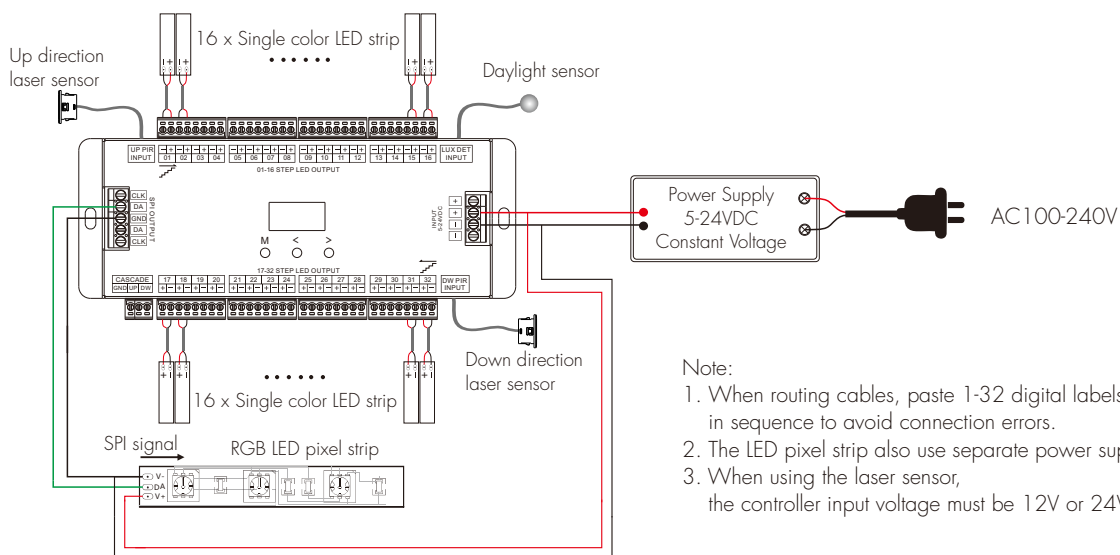 16 x Single color LED strip
Up direction
laser sensor
Daylight sensor
UP PIR
INPUT
- + - + - + - +
01 02 03 04
- + - + - + - +
05 06 07 08
- + - + - + - +
09 10 11 12
- + - + - + - +
13 14 15 16
LUX DET
INPUT
01-16 STEP LED OUTPUT
CLK
DA
GND
DA
CLK
SPI OUTPUT
INPUT
5-24VDC
M < >
Power Supply
5-24VDC
Constant Voltage
AC100-240V
17-32 STEP LED OUTPUT
CASCADE
GND UP DW
17 18 19 20
+ - + - + - + -
21 22 23 24
+ - + - + - + -
25 26 27 28
+ - + - + - + -
29 30 31 32
+ - + - + - + -
DW PIR
INPUT
Down direction
laser sensor
16 x Single color LED strip
SPI signal
RGB LED pixel strip
V-
DA
V+
Note:
1. When routing cables, paste 1-32 digital labels
in sequence to avoid connection errors.
2. The LED pixel strip also use separate power sup
3. When using the laser sensor,
the controller input voltage must be 12V or 24V